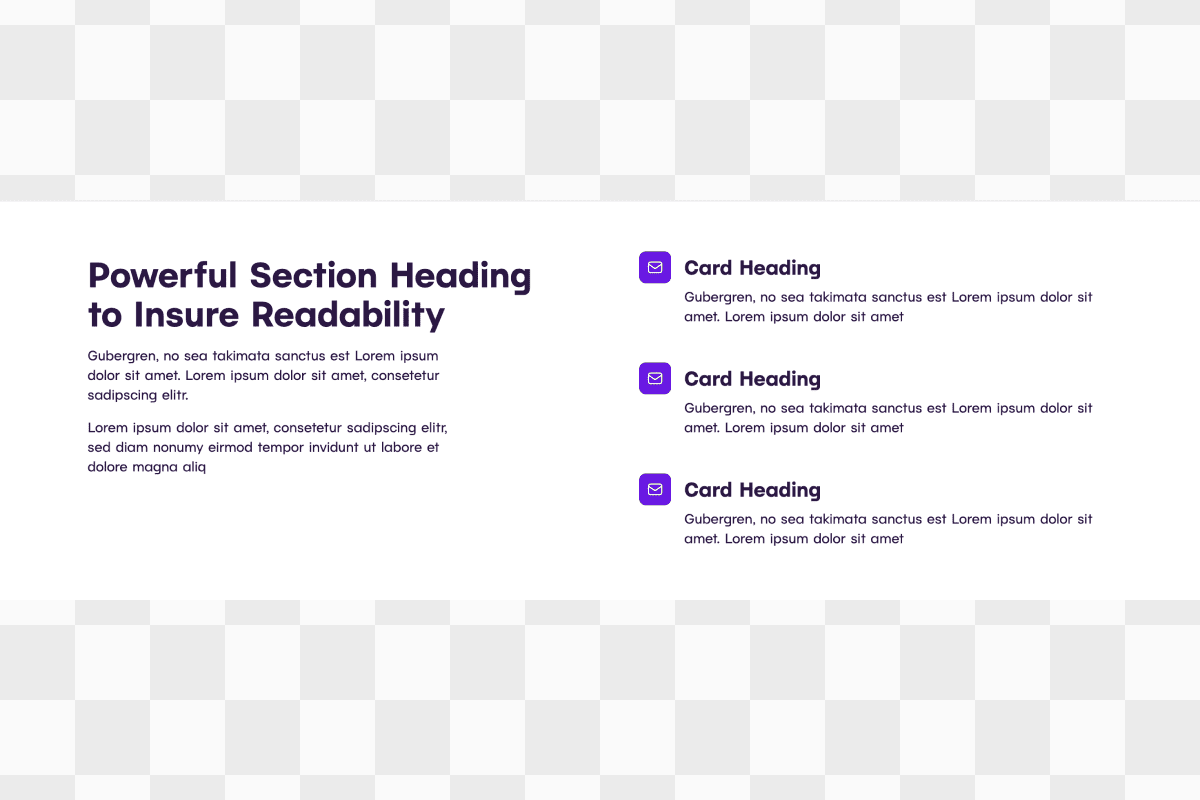 Powerful Section Heading
to Insure Readability
Gubergren, no sea takimata sanctus est Lorem ipsum
dolor sit amet. Lorem ipsum dolor sit amet, consetetur
sadipscing elitr.
Lorem ipsum dolor sit amet, consetetur sadipscing elitr,
sed diam nonumy eirmod tempor invidunt ut labore et
dolore magna aliq
Card Heading
Gubergren, no sea takimata sanctus est Lorem ipsum dolor sit
amet. Lorem ipsum dolor sit amet
Card Heading
Gubergren, no sea takimata sanctus est Lorem ipsum dolor sit
amet. Lorem ipsum dolor sit amet
Card Heading
Gubergren, no sea takimata sanctus est Lorem ipsum dolor sit
amet. Lorem ipsum dolor sit amet